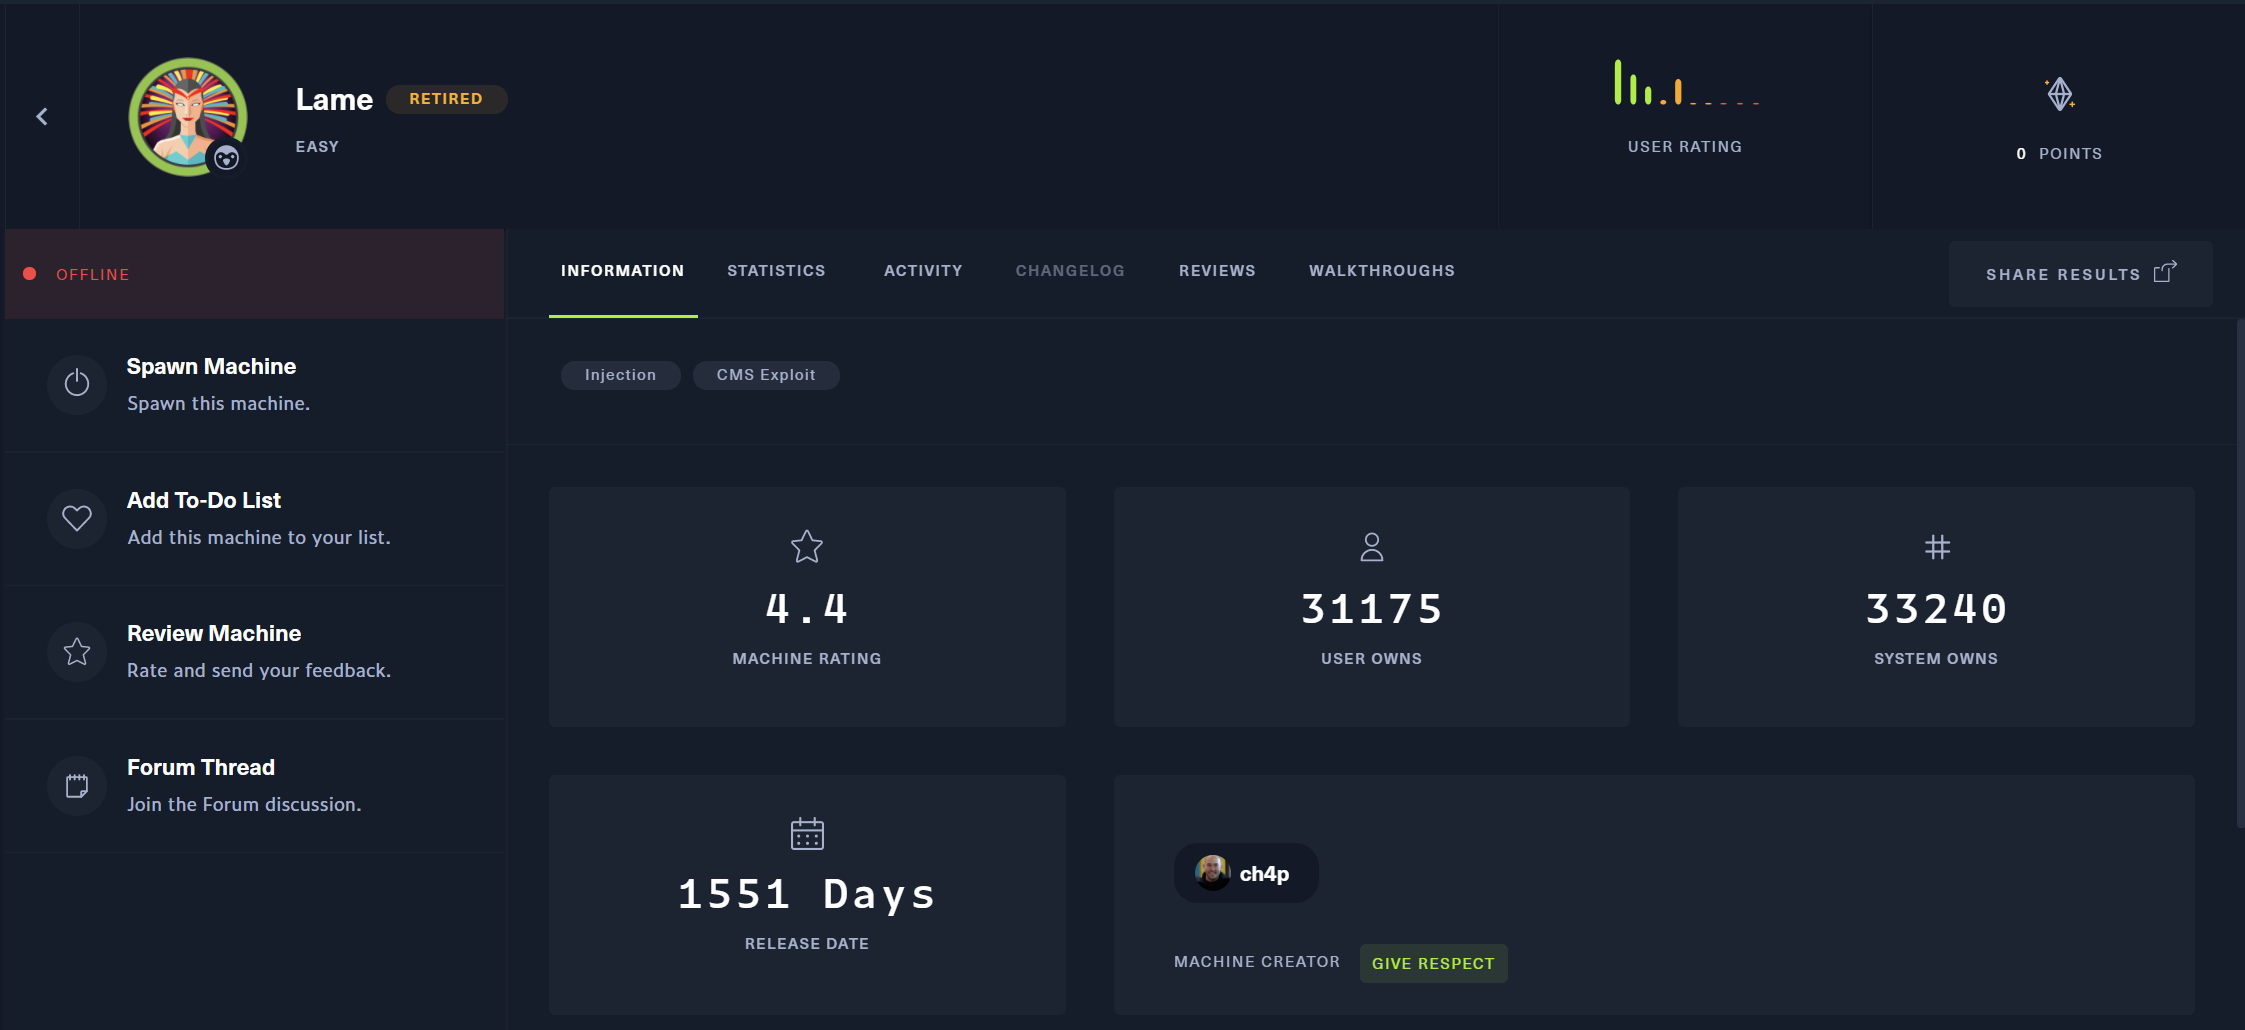 Lame RETIRED
EASY
USER RATING
0 POINTS
OFFLINE
INFORMATION STATISTICS ACTIVITY CHANGELOG REVIEWS WALKTHROUGHS
SHARE RESULTS
Spawn Machine
Spawn this machine.
Add To-Do List
Add this machine to your list.
Review Machine
Rate and send your feedback.
Forum Thread
Join the Forum discussion.
Injection CMS Exploit
4.4
MACHINE RATING
31175
USER OWNS
33240
SYSTEM OWNS
1551 Days
RELEASE DATE
ch4p
MACHINE CREATOR GIVE RESPECT